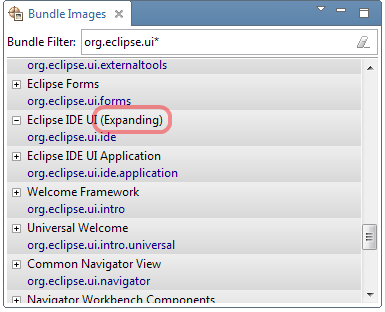 Bundle Images
Bundle Filter: org.eclipse.ui*
org.eclipse.ui.externaltools
Eclipse Forms
org.eclipse.ui.forms
Eclipse IDE UI (Expanding)
org.eclipse.ui.ide
Eclipse IDE UI Application
org.eclipse.ui.ide.application
Welcome Framework
org.eclipse.ui.intro
Universal Welcome
org.eclipse.ui.intro.universal
Common Navigator View
org.eclipse.ui.navigator
Navigator Workbench Components